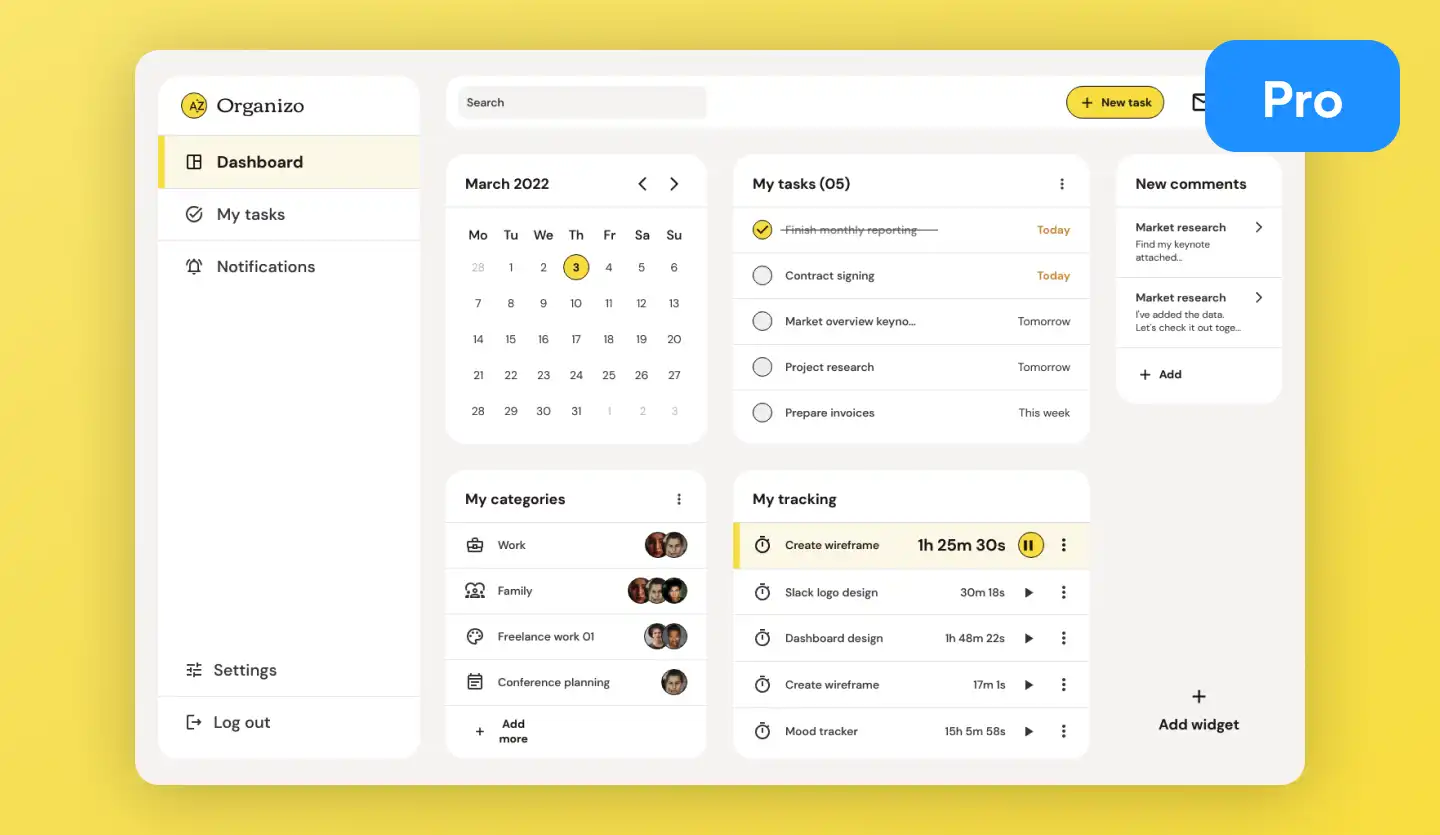 AZ Organizo
Dashboard
My tasks
Notifications
Settings
Log out
Search
+ New task
Pro
March 2022
Mo Tu We Th Fr Sa Su
28 1 2 3 4 5 6
7 8 9 10 11 12 13
14 15 16 17 18 19 20
21 22 23 24 25 26 27
28 29 30 31 1 2 3
My tasks (05)
Finish monthly reporting Today
Contract signing Today
Market overview keyno... Tomorrow
Project research Tomorrow
Prepare invoices This week
New comments
Market research
Find my keynote
attached...
Market research
I've added the data.
Let's check it out toge...
+ Add
My categories
Work
Family
Freelance work 01
Conference planning
+ Add
more
My tracking
Create wireframe 1h 25m 30s
Slack logo design 30m 18s
Dashboard design 1h 48m 22s
Create wireframe 17m 1s
Mood tracker 15h 5m 58s
+
Add widget